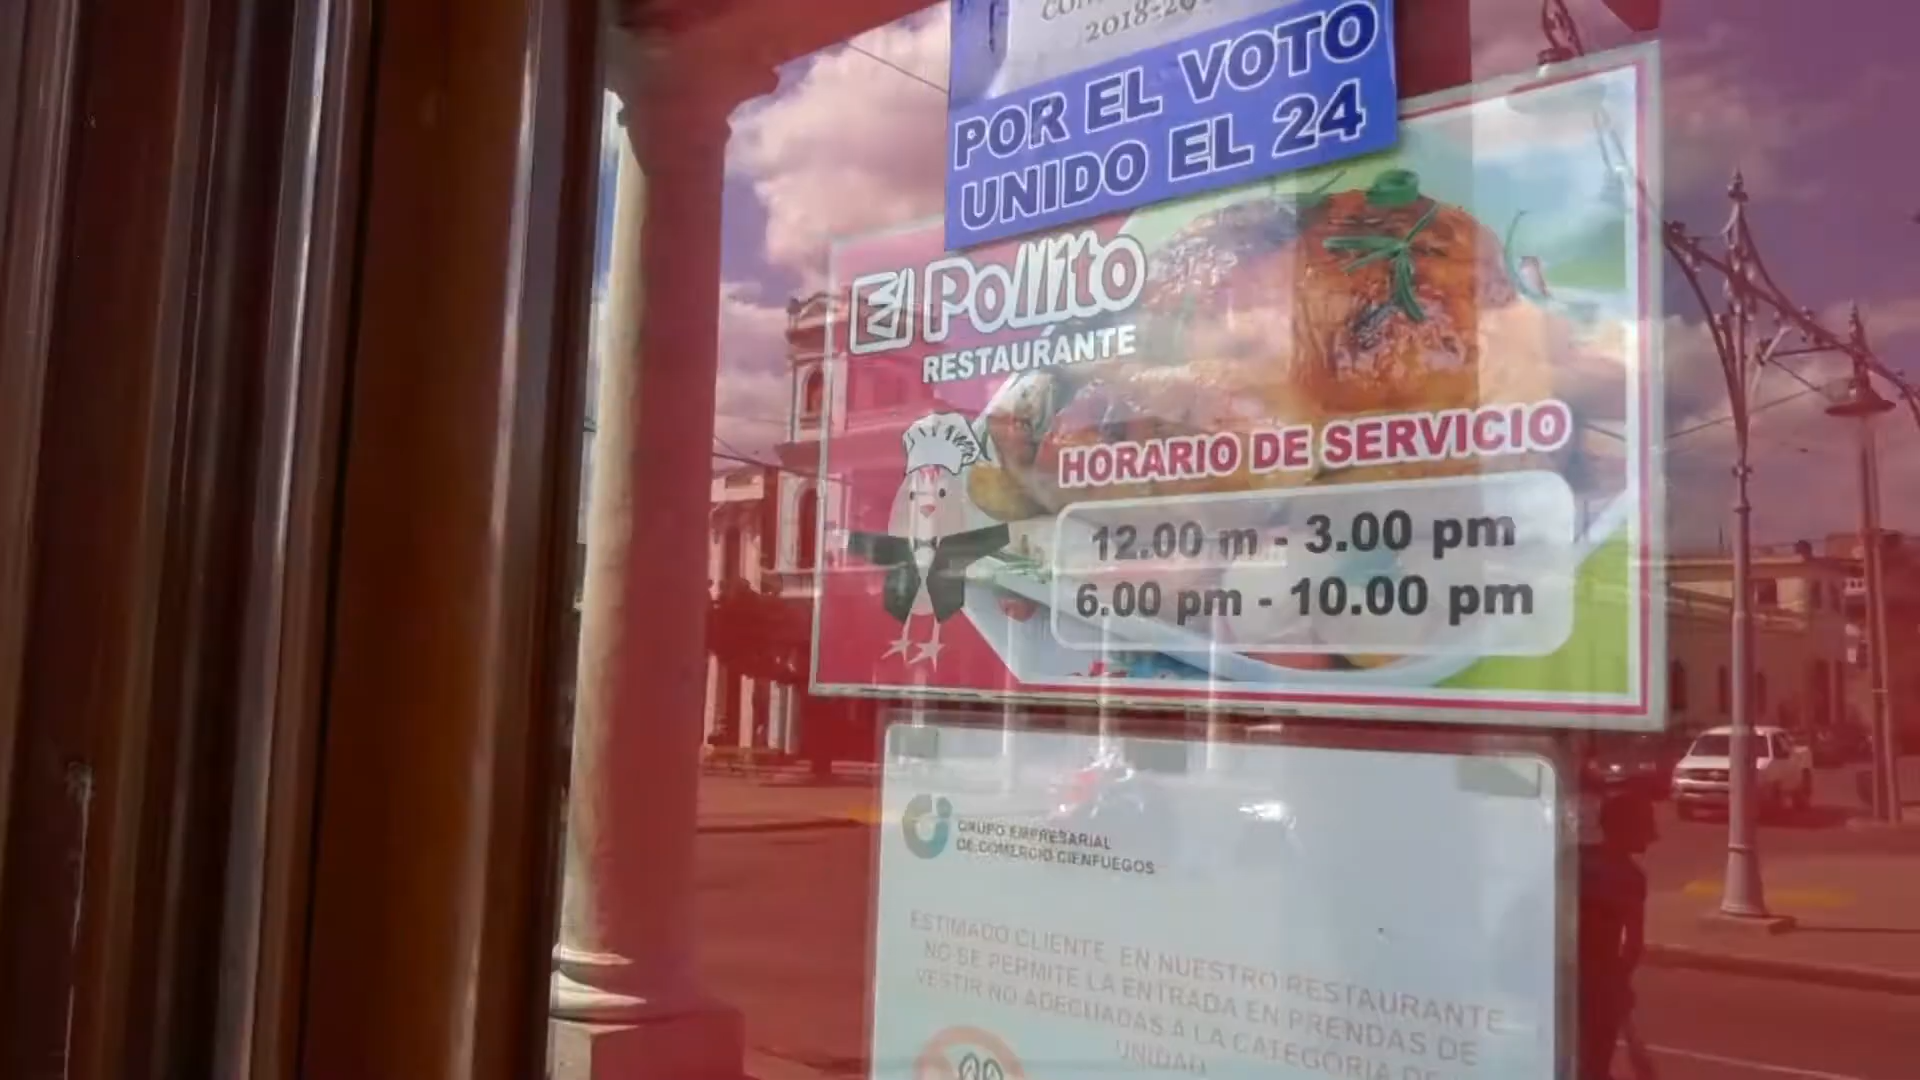 POR EL VOTO
UNIDO EL 24
El Pollito
RESTAURANTE
HORARIO DE SERVICIO
12.00 m - 3.00 pm
6.00 pm - 10.00 pm
GRUPO EMPRESARIAL
DE COMERCIO CIENFUEGOS
ESTIMADO CLIENTE, EN NUESTRO RESTAURANTE
NO SE PERMITE LA ENTRADA EN PRENDAS DE
VESTIR NO ADECUADAS A LA CATEGORIA DE
UNIDAD